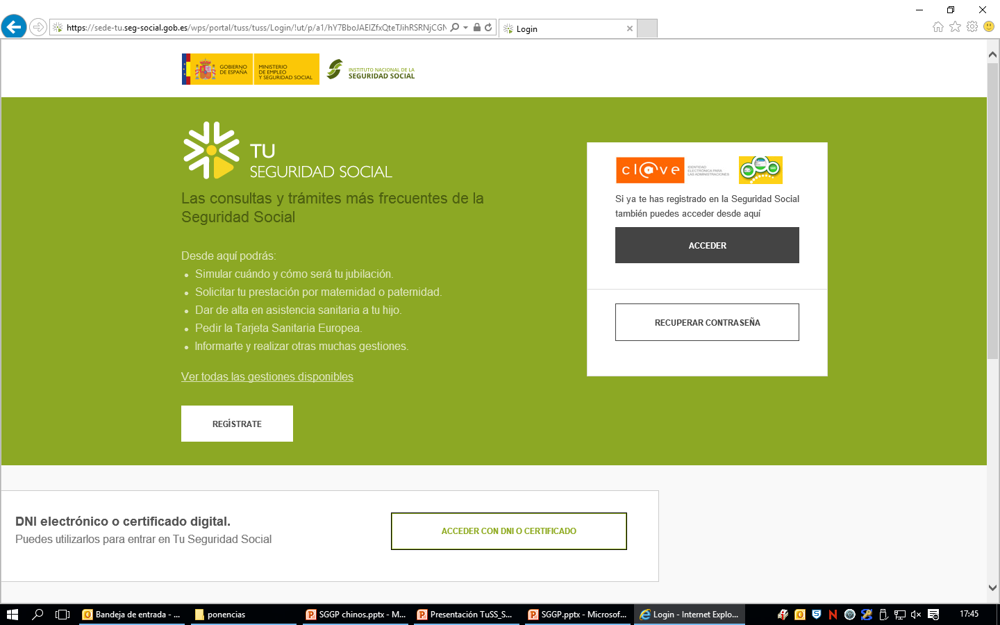 https://sede-tu.seg-social.gob.es/wps/portal/tuss/tuss/Login/!ut/p/a1/
Login
GOBIERNO
DE ESPAÑA
MINISTERIO
DE EMPLEO
Y SEGURIDAD SOCIAL
INSTITUTO NACIONAL DE LA
SEGURIDAD SOCIAL
TU
SEGURIDAD SOCIAL
Las consultas y trámites más frecuentes de la
Seguridad Social
Desde aquí podrás:
Simular cuándo y cómo será tu jubilación.
Solicitar tu prestación por maternidad o paternidad.
Dar de alta en asistencia sanitaria a tu hijo.
Pedir la Tarjeta Sanitaria Europea.
Informarte y realizar otras muchas gestiones.
Ver todas las gestiones disponibles
REGÍSTRATE
cl@ve
IDENTIDAD
ELECTRÓNICA PARA
LAS ADMINISTRACIONES
Si ya te has registrado en la Seguridad Social
también puedes acceder desde aquí
ACCEDER
RECUPERAR CONTRASEÑA
DNI electrónico o certificado digital.
Puedes utilizarlos para entrar en Tu Seguridad Social
ACCEDER CON DNI O CERTIFICADO
Bandeja de entrada - ...
ponencias
SGGP chinos.pptx - M...
Presentación TuSS_S...
SGGP.pptx - Microsof...
Login - Internet Explo...
17:45